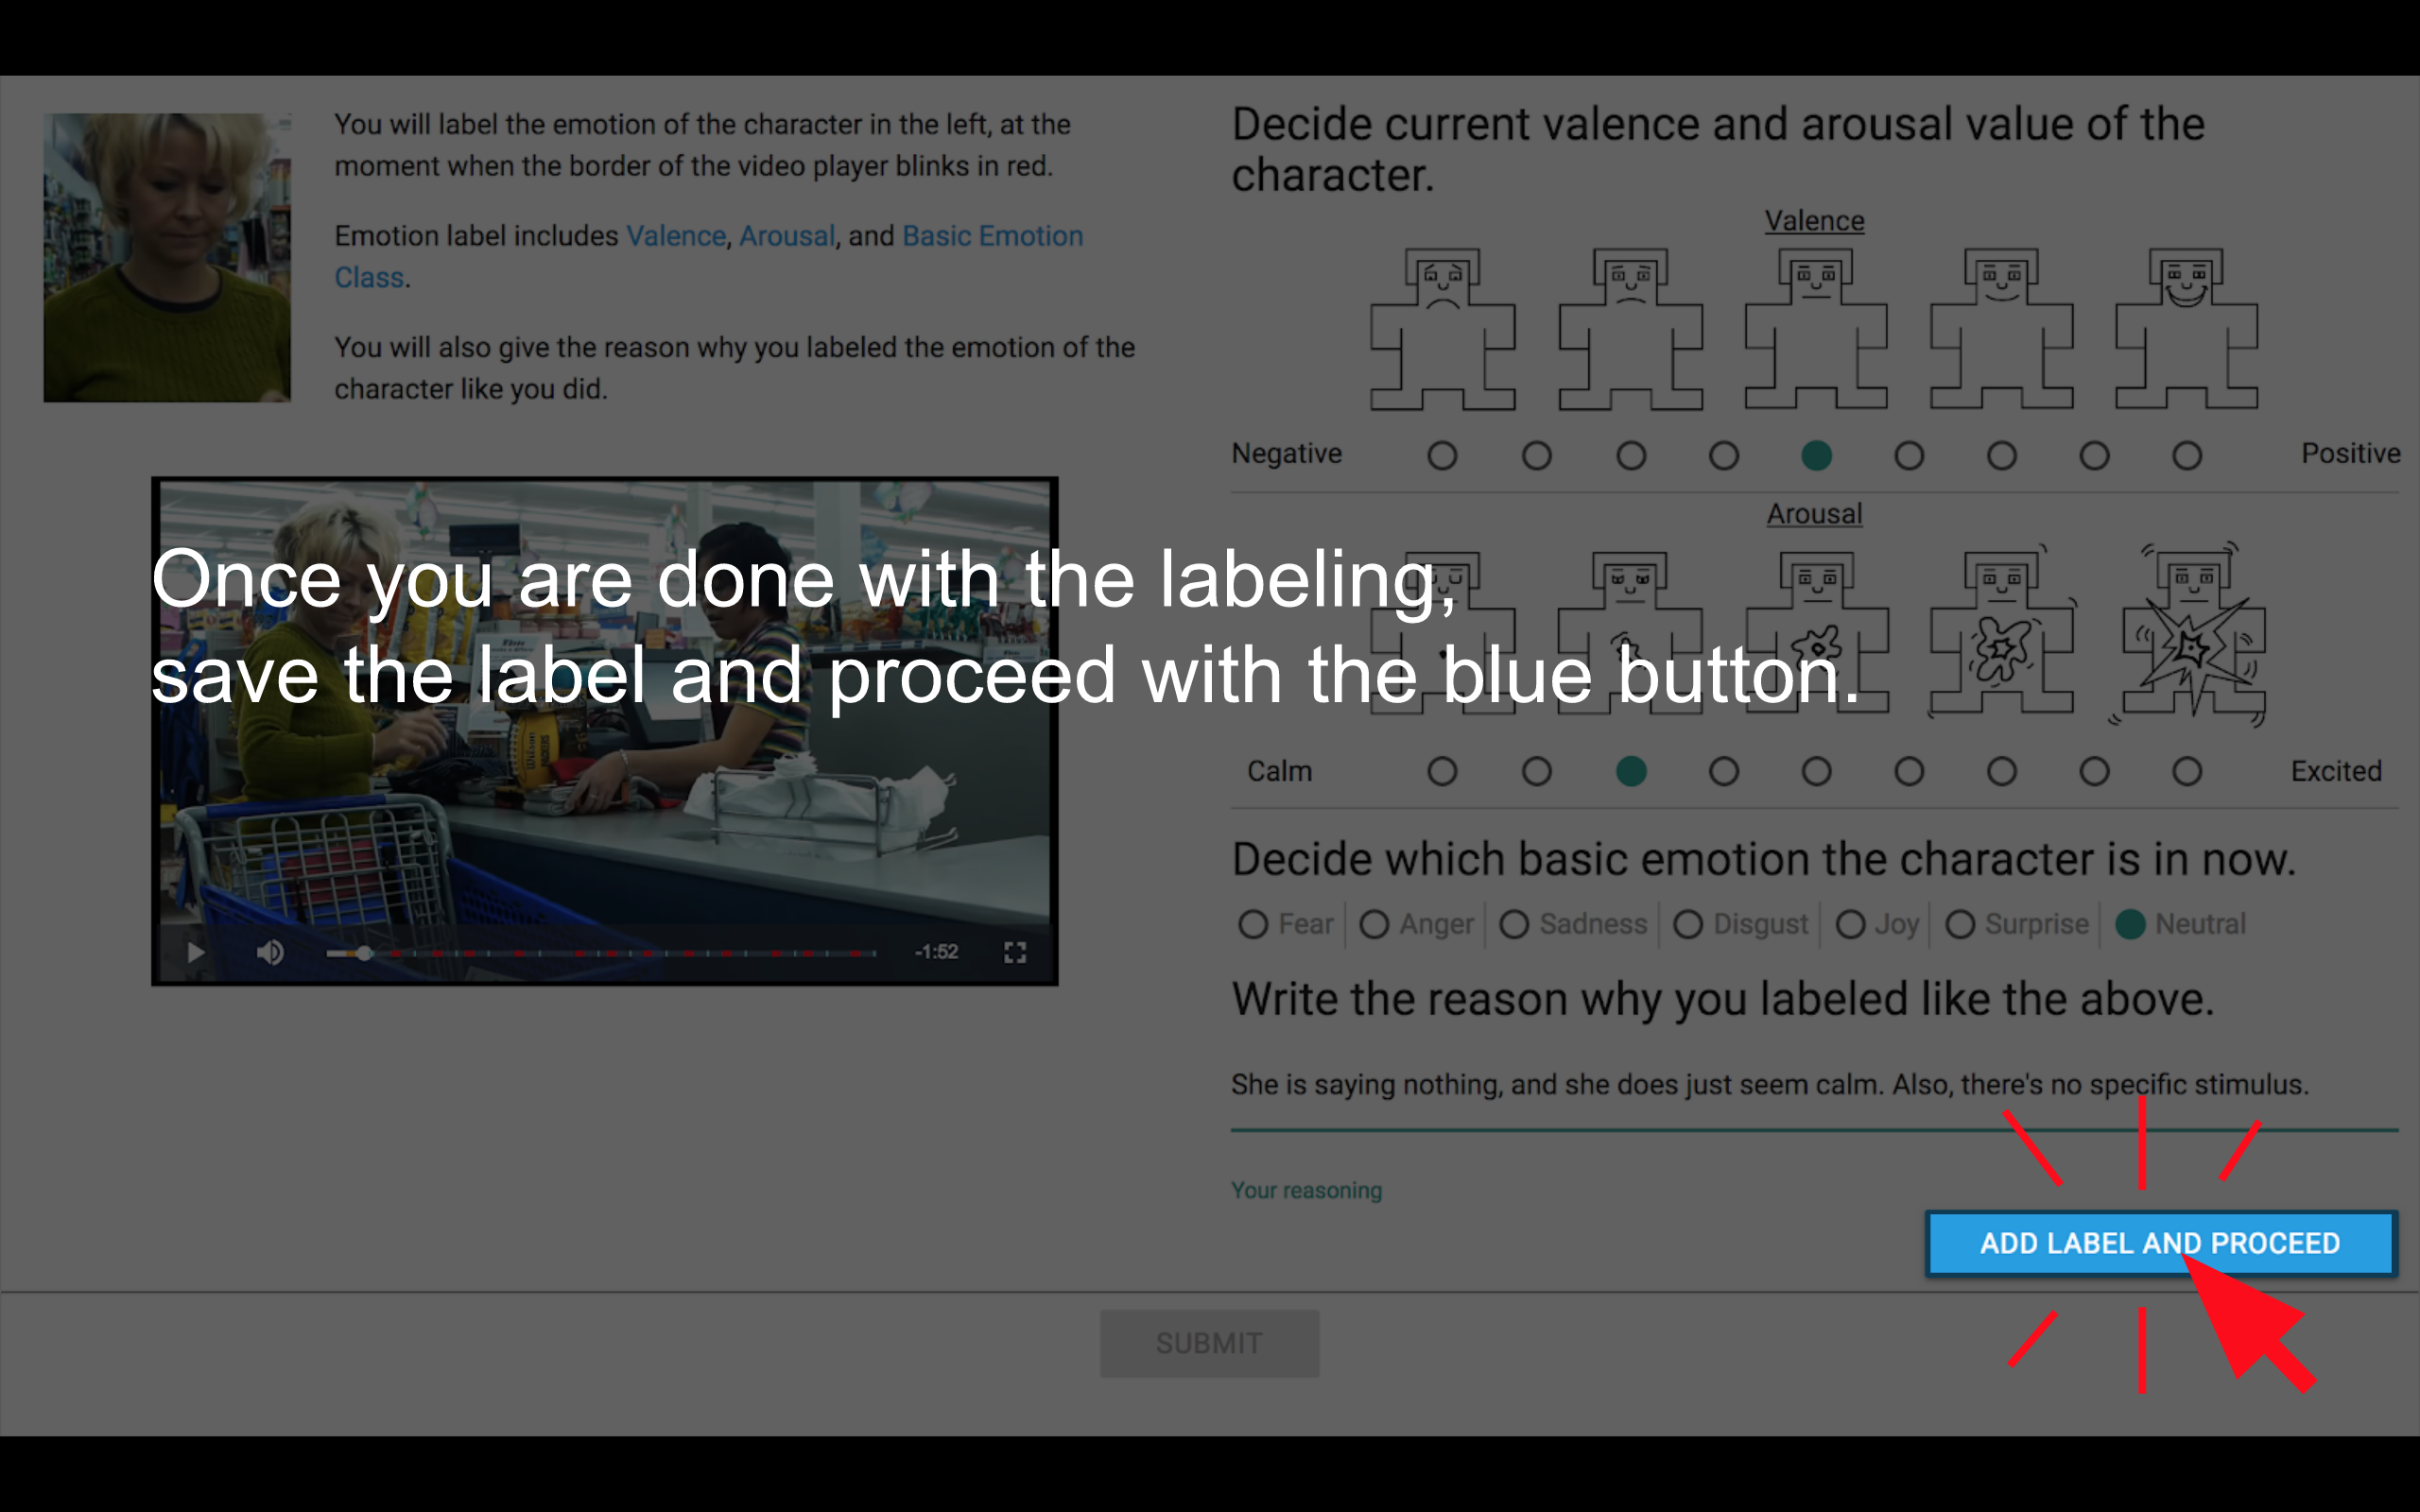 You will label the emotion of the character in the left, at the
moment when the border of the video player blinks in red.
Emotion label includes Valence, Arousal, and Basic Emotion
Class.
You will also give the reason why you labeled the emotion of the
character like you did.
Once you are done with the labeling,
save the label and proceed with the blue button.
-1:52
Decide current valence and arousal value of the
character.
Valence
Negative
Positive
Arousal
Calm
Excited
Decide which basic emotion the character is in now.
Fear Anger Sadness Disgust Joy Surprise Neutral
Write the reason why you labeled like the above.
She is saying nothing, and she does just seem calm. Also, there's no specific stimulus.
Your reasoning
ADD LABEL AND PROCEED
SUBMIT
Wilson